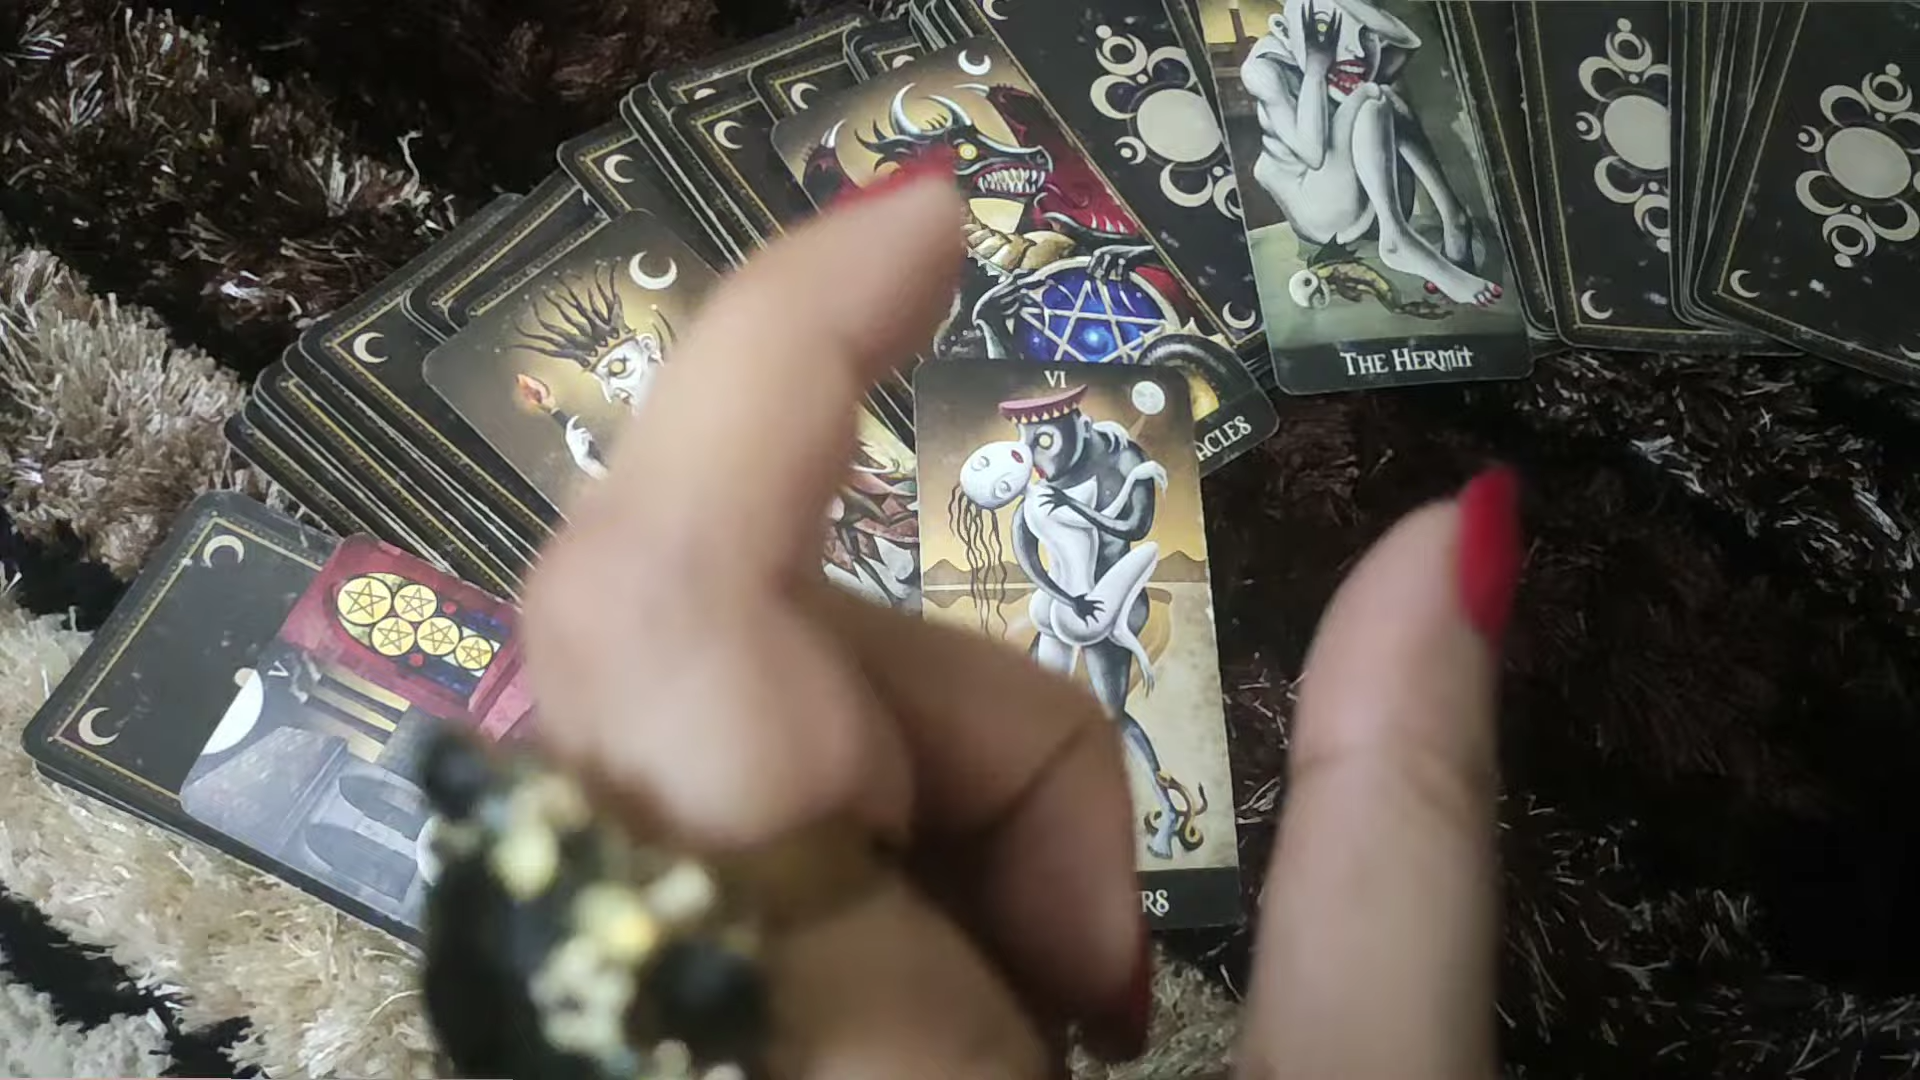 THE HERMIT
VI
ACLES
V
RS